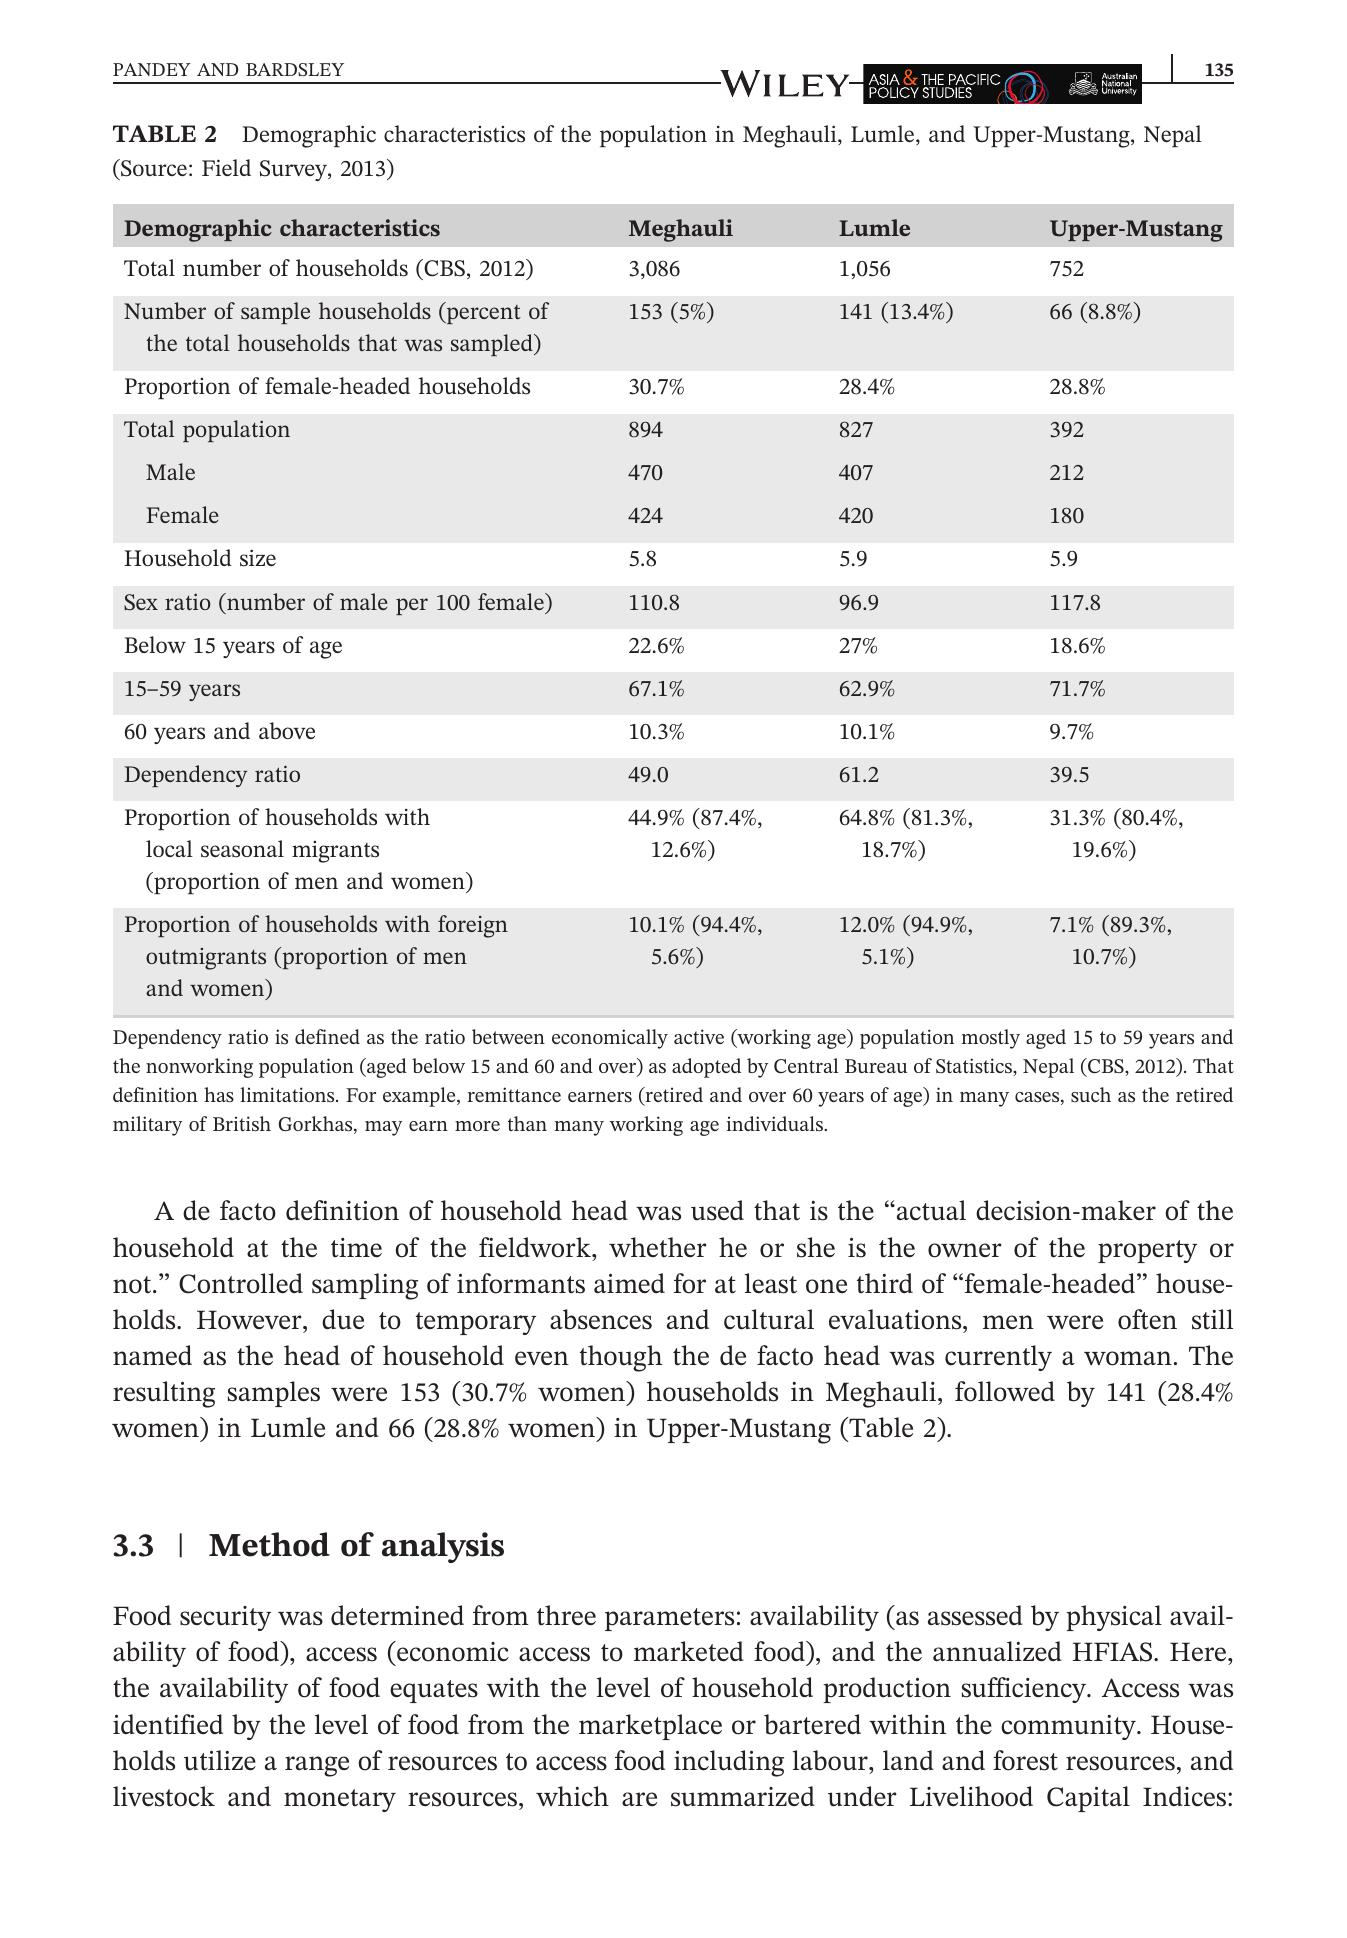 PANDEY AND BARDSLEY
WILEY
ASIA & THE PACIFIC
POLICY STUDIES
Australian
National
University
135
TABLE 2 Demographic characteristics of the population in Meghauli, Lumle, and Upper-Mustang, Nepal
(Source: Field Survey, 2013)
Demographic characteristics Meghauli Lumle Upper-Mustang
Total number of households (CBS, 2012) 3,086 1,056 752
Number of sample households (percent of 153 (5%) 141 (13.4%) 66 (8.8%)
the total households that was sampled)
Proportion of female-headed households 30.7% 28.4% 28.8%
Total population 894 827 392
Male 470 407 212
Female 424 420 180
Household size 5.8 5.9 5.9
Sex ratio (number of male per 100 female) 110.8 96.9 117.8
Below 15 years of age 22.6% 27% 18.6%
15–59 years 67.1% 62.9% 71.7%
60 years and above 10.3% 10.1% 9.7%
Dependency ratio 49.0 61.2 39.5
Proportion of households with 44.9% (87.4%, 64.8% (81.3%, 31.3% (80.4%,
local seasonal migrants 12.6%) 18.7%) 19.6%)
(proportion of men and women)
Proportion of households with foreign 10.1% (94.4%, 12.0% (94.9%, 7.1% (89.3%,
outmigrants (proportion of men 5.6%) 5.1%) 10.7%)
and women)
Dependency ratio is defined as the ratio between economically active (working age) population mostly aged 15 to 59 years and
the nonworking population (aged below 15 and 60 and over) as adopted by Central Bureau of Statistics, Nepal (CBS, 2012). That
definition has limitations. For example, remittance earners (retired and over 60 years of age) in many cases, such as the retired
military of British Gorkhas, may earn more than many working age individuals.
A de facto definition of household head was used that is the “actual decision-maker of the
household at the time of the fieldwork, whether he or she is the owner of the property or
not.” Controlled sampling of informants aimed for at least one third of “female-headed” house-
holds. However, due to temporary absences and cultural evaluations, men were often still
named as the head of household even though the de facto head was currently a woman. The
resulting samples were 153 (30.7% women) households in Meghauli, followed by 141 (28.4%
women) in Lumle and 66 (28.8% women) in Upper-Mustang (Table 2).
3.3 | Method of analysis
Food security was determined from three parameters: availability (as assessed by physical avail-
ability of food), access (economic access to marketed food), and the annualized HFIAS. Here,
the availability of food equates with the level of household production sufficiency. Access was
identified by the level of food from the marketplace or bartered within the community. House-
holds utilize a range of resources to access food including labour, land and forest resources, and
livestock and monetary resources, which are summarized under Livelihood Capital Indices: